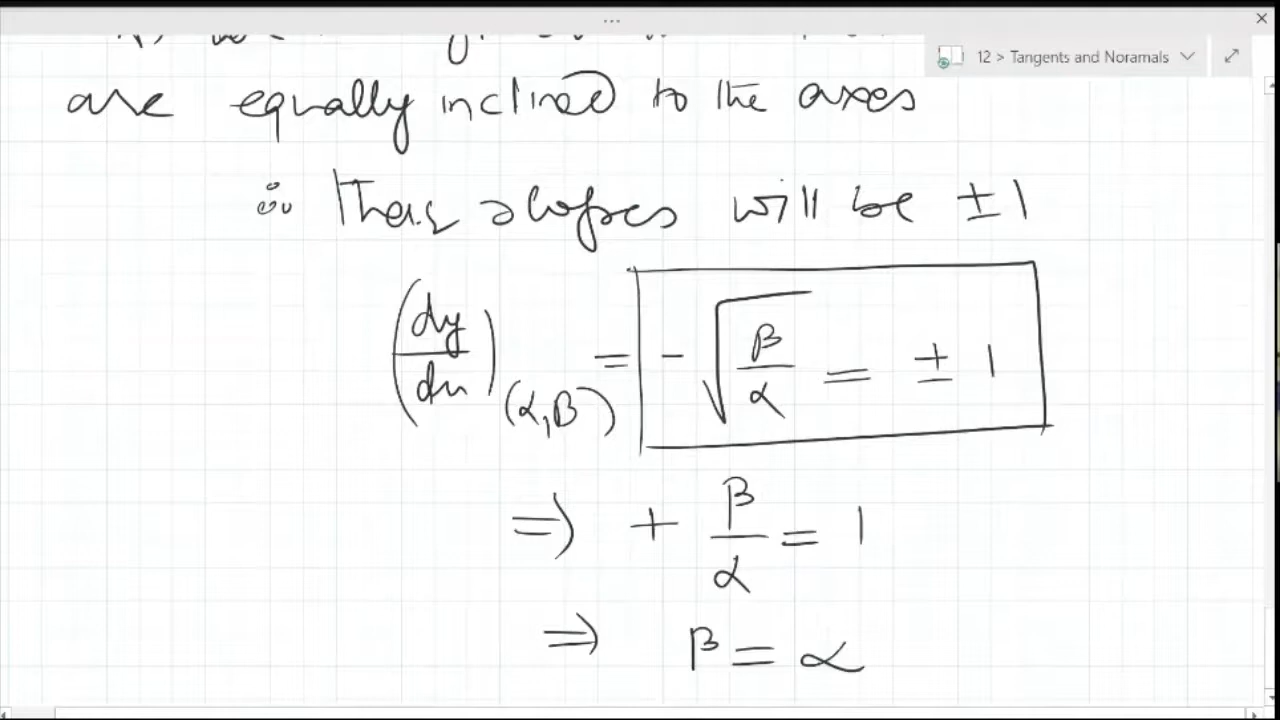 ...
12 > Tangents and Noramals
are equally inclined to the axes
∴ Their slopes will be ±1
(dy/dx)(α,β) = -√(β/α) = ± 1
=> + β/α = 1
=> β = α